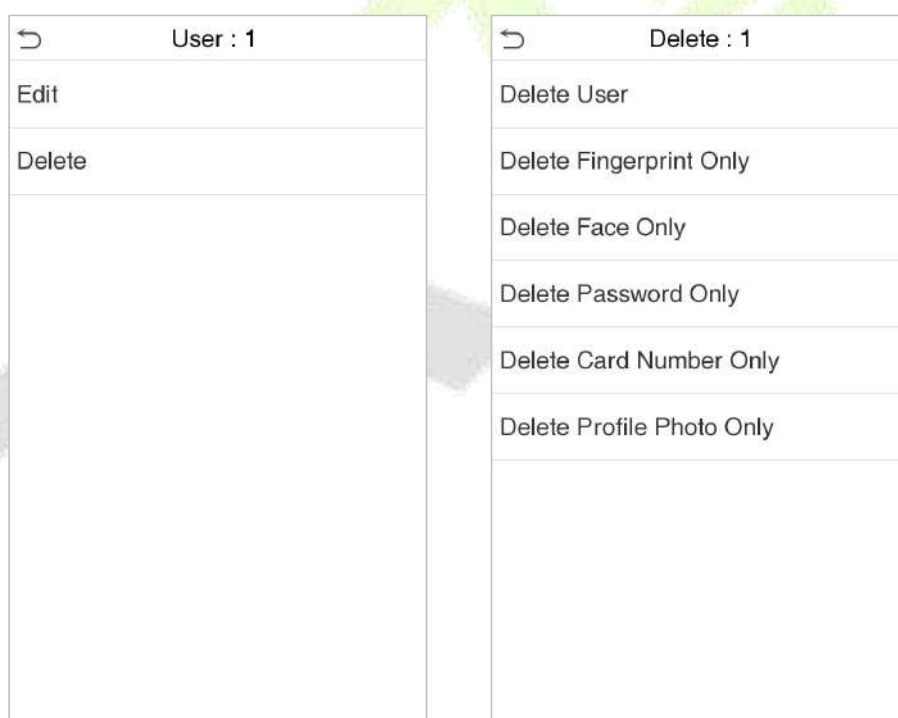 User : 1
Edit
Delete
Delete : 1
Delete User
Delete Fingerprint Only
Delete Face Only
Delete Password Only
Delete Card Number Only
Delete Profile Photo Only